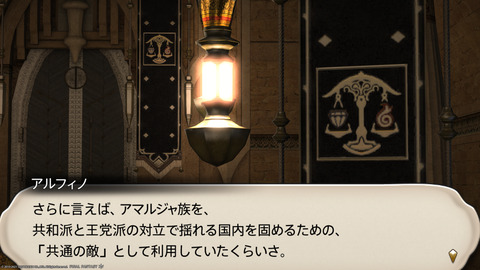 アルフィノ
さらに言えば、アマルジャ族を、
共和派と王党派の対立で揺れる国内を固めるための、
「共通の敵」として利用していたくらいさ。